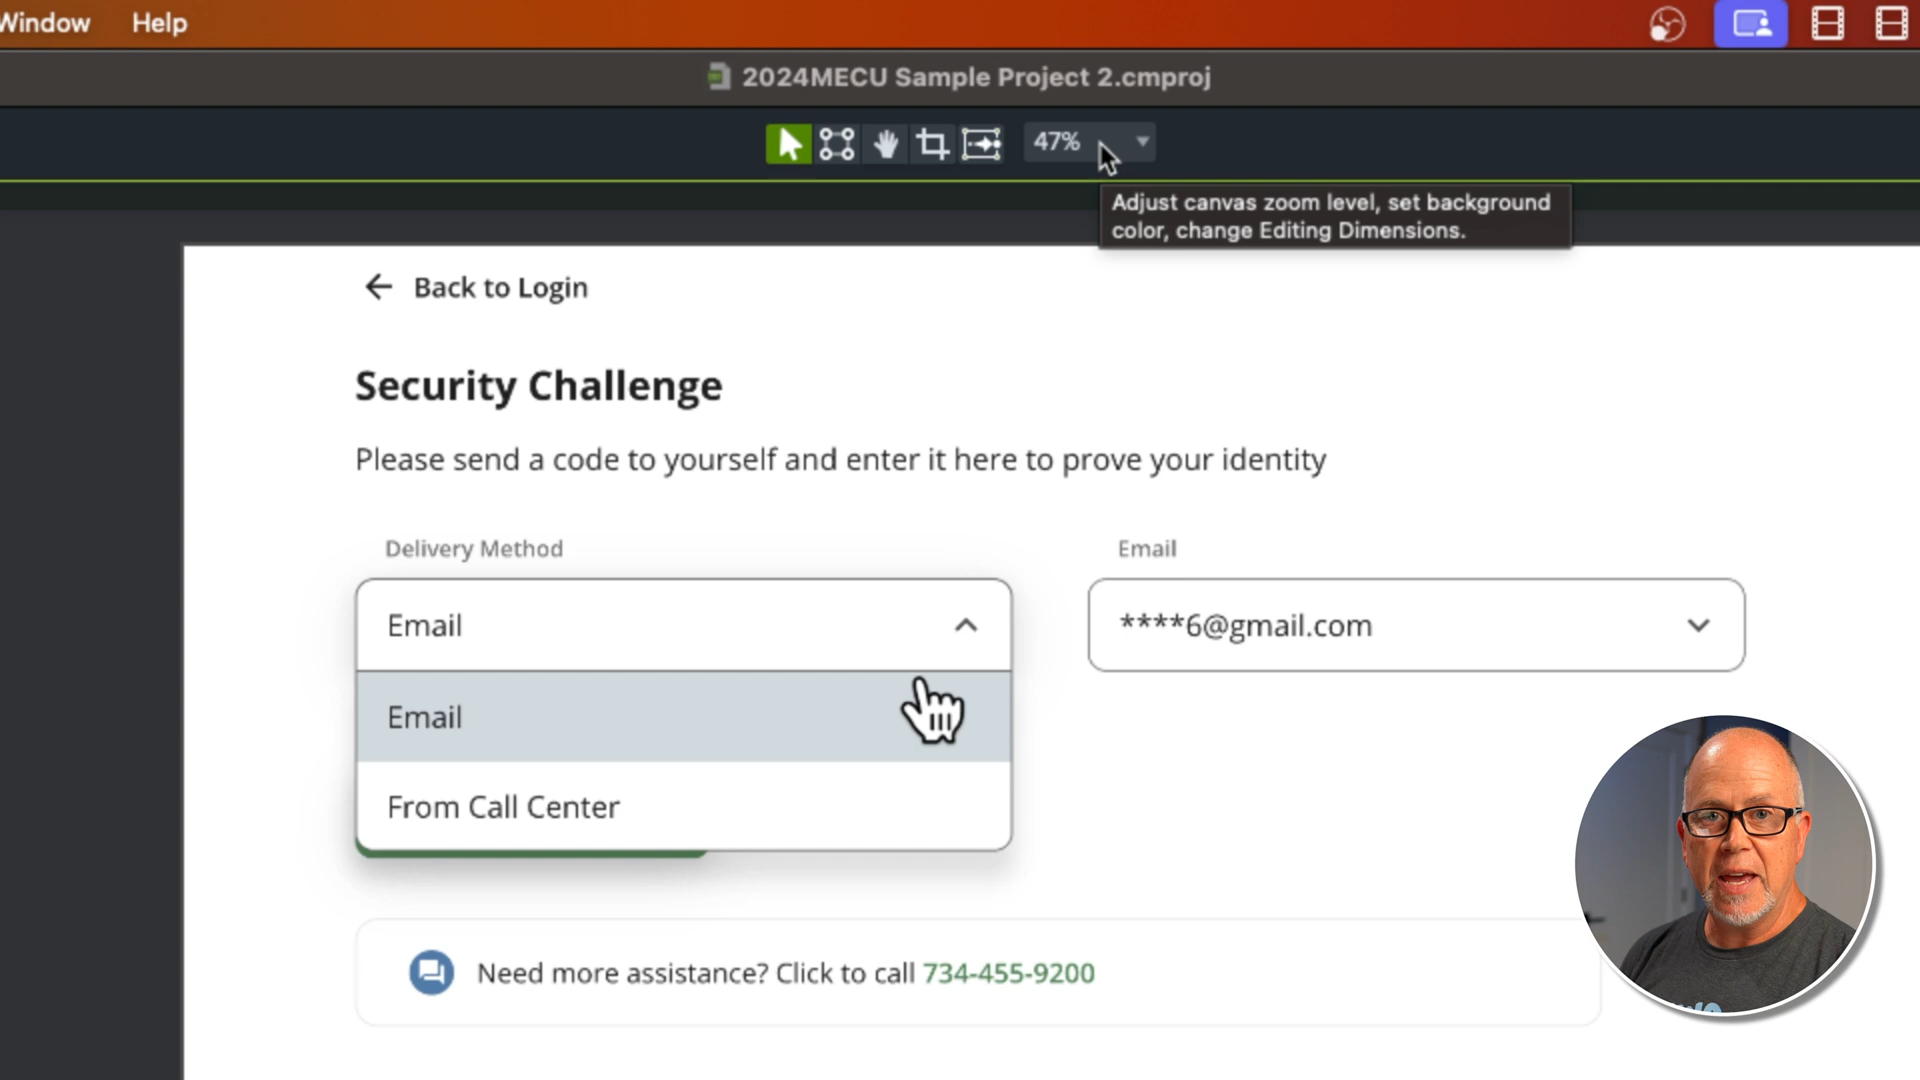 Window Help
2024MECU Sample Project 2.cmproj
47%
Adjust canvas zoom level, set background
color, change Editing Dimensions.
Back to Login
Security Challenge
Please send a code to yourself and enter it here to prove your identity
Delivery Method
Email
Email
****6@gmail.com
Email
From Call Center
Need more assistance? Click to call 734-455-9200